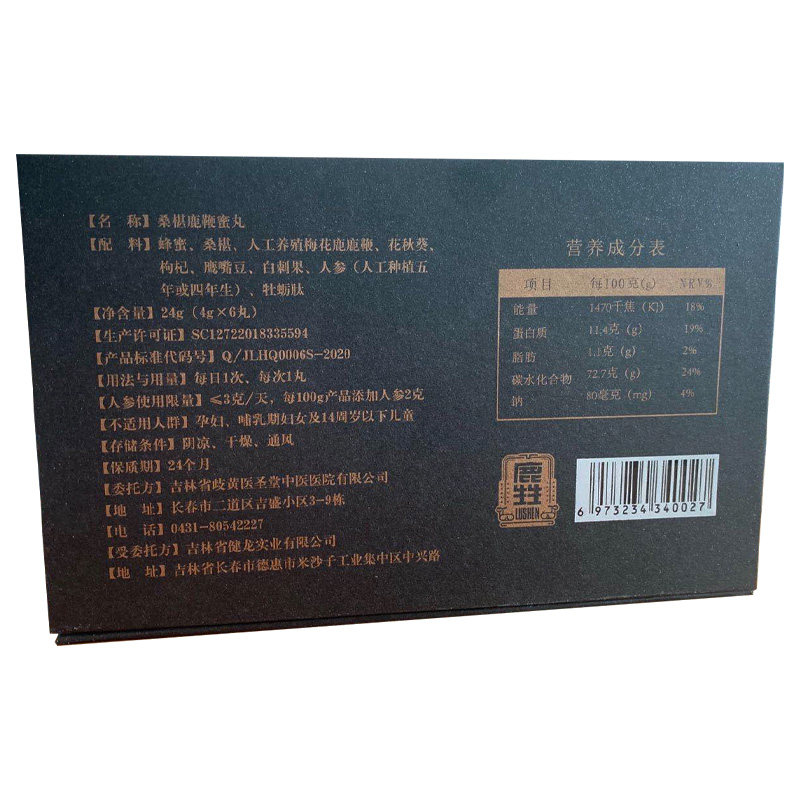 【名 称】桑椹鹿鞭蜜丸
【配 料】蜂蜜、桑椹、人工养殖梅花鹿鹿鞭、花秋葵、
枸杞、鹰嘴豆、白刺果、人参（人工种植五
年或四年生）、牡蛎肽
【净含量】24g（4g×6丸）
【生产许可证】SC12722018335594
【产品标准代码号】Q/JLHQ0006S-2020
【用法与用量】每日1次、每次1丸
【人参使用限量】≤3克/天，每100g产品添加人参2克
【不适用人群】孕妇、哺乳期妇女及14周岁以下儿童
【存储条件】阴凉、干燥、通风
【保质期】24个月
【委托方】吉林省歧黄医圣堂中医医院有限公司
【地 址】长春市二道区吉盛小区3-9栋
【电 话】0431-80542227
【受委托方】吉林省健龙实业有限公司
【地 址】吉林省长春市德惠市米沙子工业集中区中兴路
营养成分表
项目 每100克(g) NRV%
能量 1470千焦（KJ） 18%
蛋白质 11.4克（g） 19%
脂肪 1.1克（g） 2%
碳水化合物 72.7克（g） 24%
钠 80毫克（mg） 4%
鹿甡
LUSHEN
6 973234 340027